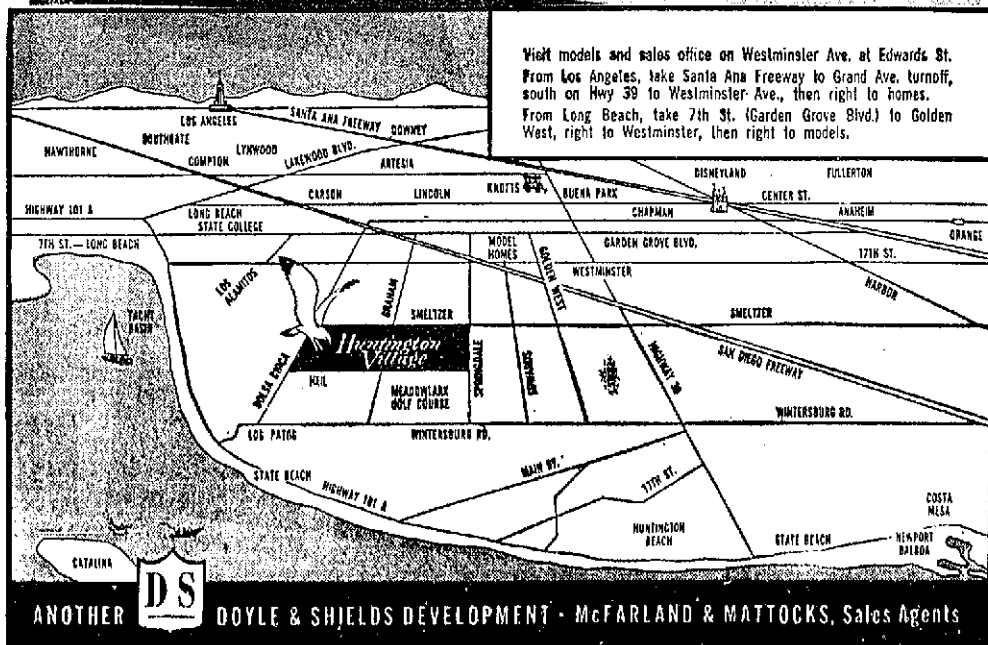 Visit models and sales office on Westminster Ave. at Edwards St.
From Los Angeles, take Santa Ana Freeway to Grand Ave. turnoff,
south on Hwy 39 to Westminster Ave., then right to homes.
From Long Beach, take 7th St. (Garden Grove Blvd.) to Golden
West, right to Westminster, then right to models.
LOS ANGELES
SANTA ANA FREEWAY
DOWNEY
HAWTHORNE
SOUTHGATE
LYNWOOD
COMPTON
LAKEWOOD BLVD.
ARTESIA
DISNEYLAND
FULLERTON
CARSON
LINCOLN
KNOTTS
BUENA PARK
CENTER ST.
HIGHWAY 101 A
LONG BEACH
STATE COLLEGE
CHAPMAN
ANAHEIM
ORANGE
7TH ST. — LONG BEACH
MODEL
HOMES
GARDEN GROVE BLVD.
17TH ST.
LOS
ALAMITOS
GOLDEN WEST
WESTMINSTER
HARBOR
YACHT
BASIN
GRAHAM
SMELTZER
SMELTZER
Huntington
Village
SAN DIEGO FREEWAY
BOLSA CHICA
HEIL
MEADOWLARK
GOLF COURSE
SPRINGDALE
EDWARDS
HIGHWAY 39
LOS PATOS
WINTERSBURG RD.
WINTERSBURG RD.
STATE BEACH
HIGHWAY 101 A
MAIN ST.
17TH ST.
HUNTINGTON
BEACH
STATE BEACH
COSTA
MESA
NEWPORT
BALBOA
CATALINA
ANOTHER DS DOYLE & SHIELDS DEVELOPMENT · McFARLAND & MATTOCKS, Sales Agents